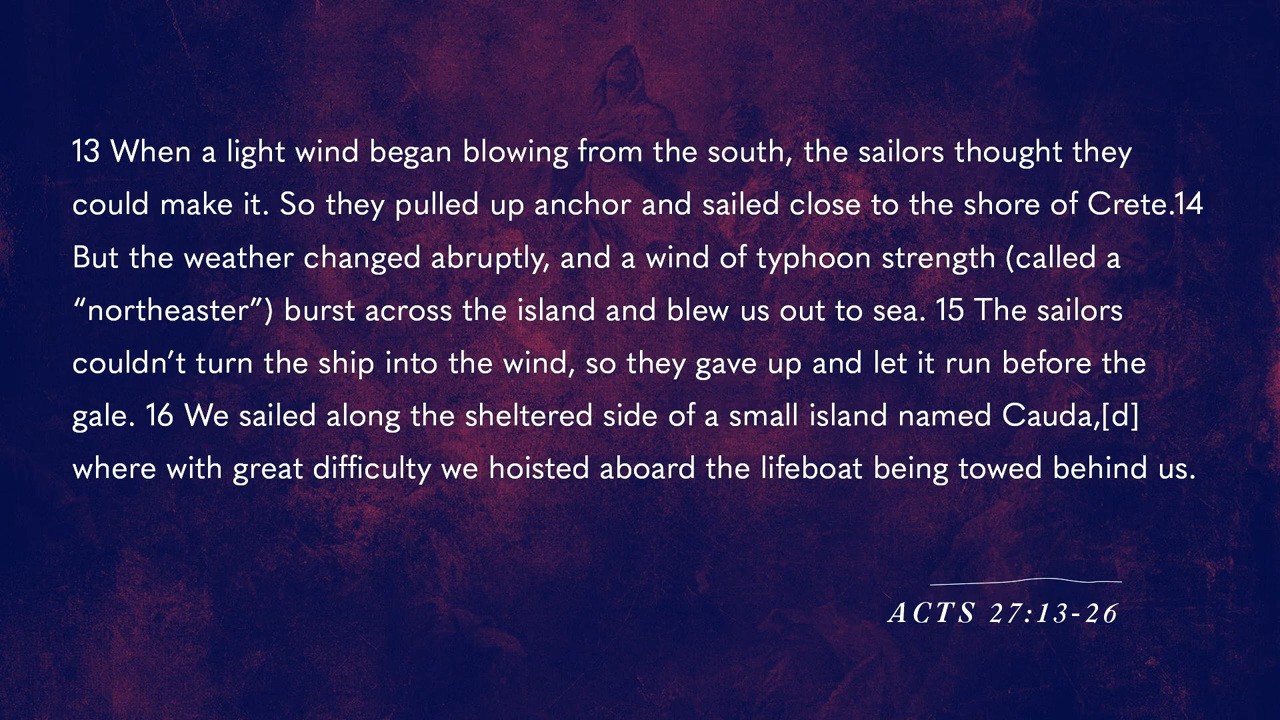 13 When a light wind began blowing from the south, the sailors thought they
could make it. So they pulled up anchor and sailed close to the shore of Crete.14
But the weather changed abruptly, and a wind of typhoon strength (called a
“northeaster”) burst across the island and blew us out to sea. 15 The sailors
couldn’t turn the ship into the wind, so they gave up and let it run before the
gale. 16 We sailed along the sheltered side of a small island named Cauda,[d]
where with great difficulty we hoisted aboard the lifeboat being towed behind us.
ACTS 27:13-26